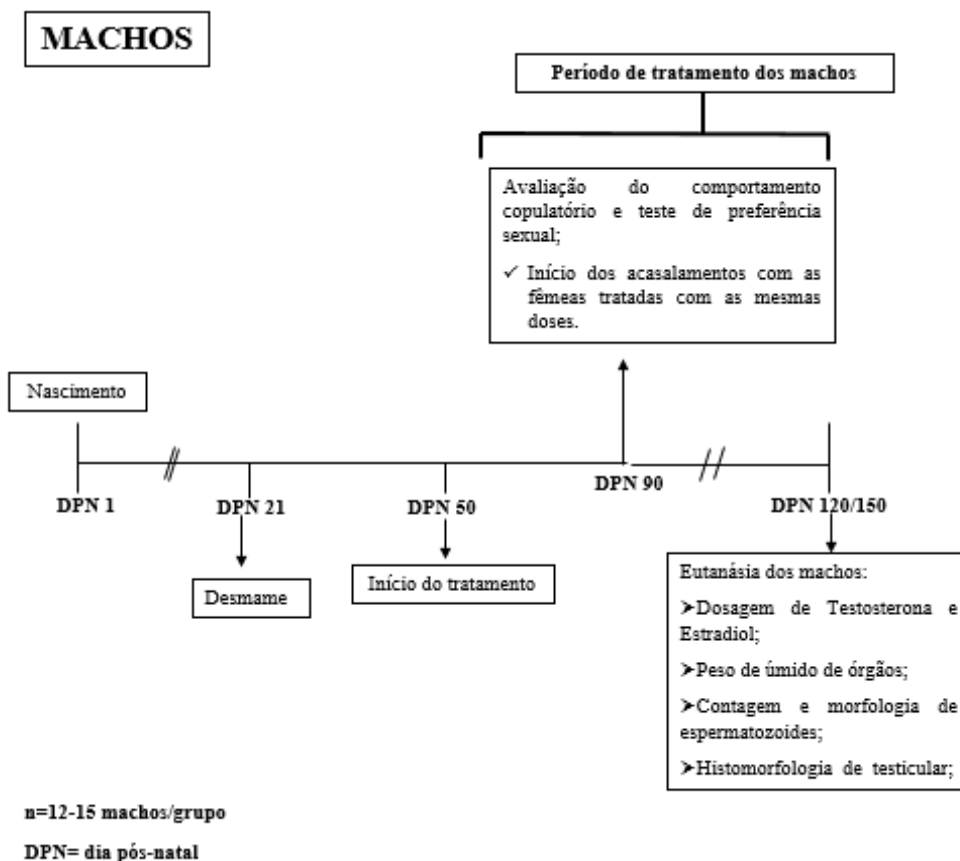 MACHOS
Período de tratamento dos machos
Avaliação do comportamento
copulatório e teste de preferência
sexual;
✓ Início dos acasalamentos com as
fêmeas tratadas com as mesmas
doses.
Nascimento
DPN 1
DPN 21
DPN 50
DPN 90
DPN 120/150
Desmame
Início do tratamento
Eutanásia dos machos:
➤Dosagem de Testosterona e
Estradiol;
➤Peso de úmido de órgãos;
➤Contagem e morfologia de
espermatozoides;
➤Histomorfologia de testicular;
n=12-15 machos/grupo
DPN= dia pós-natal